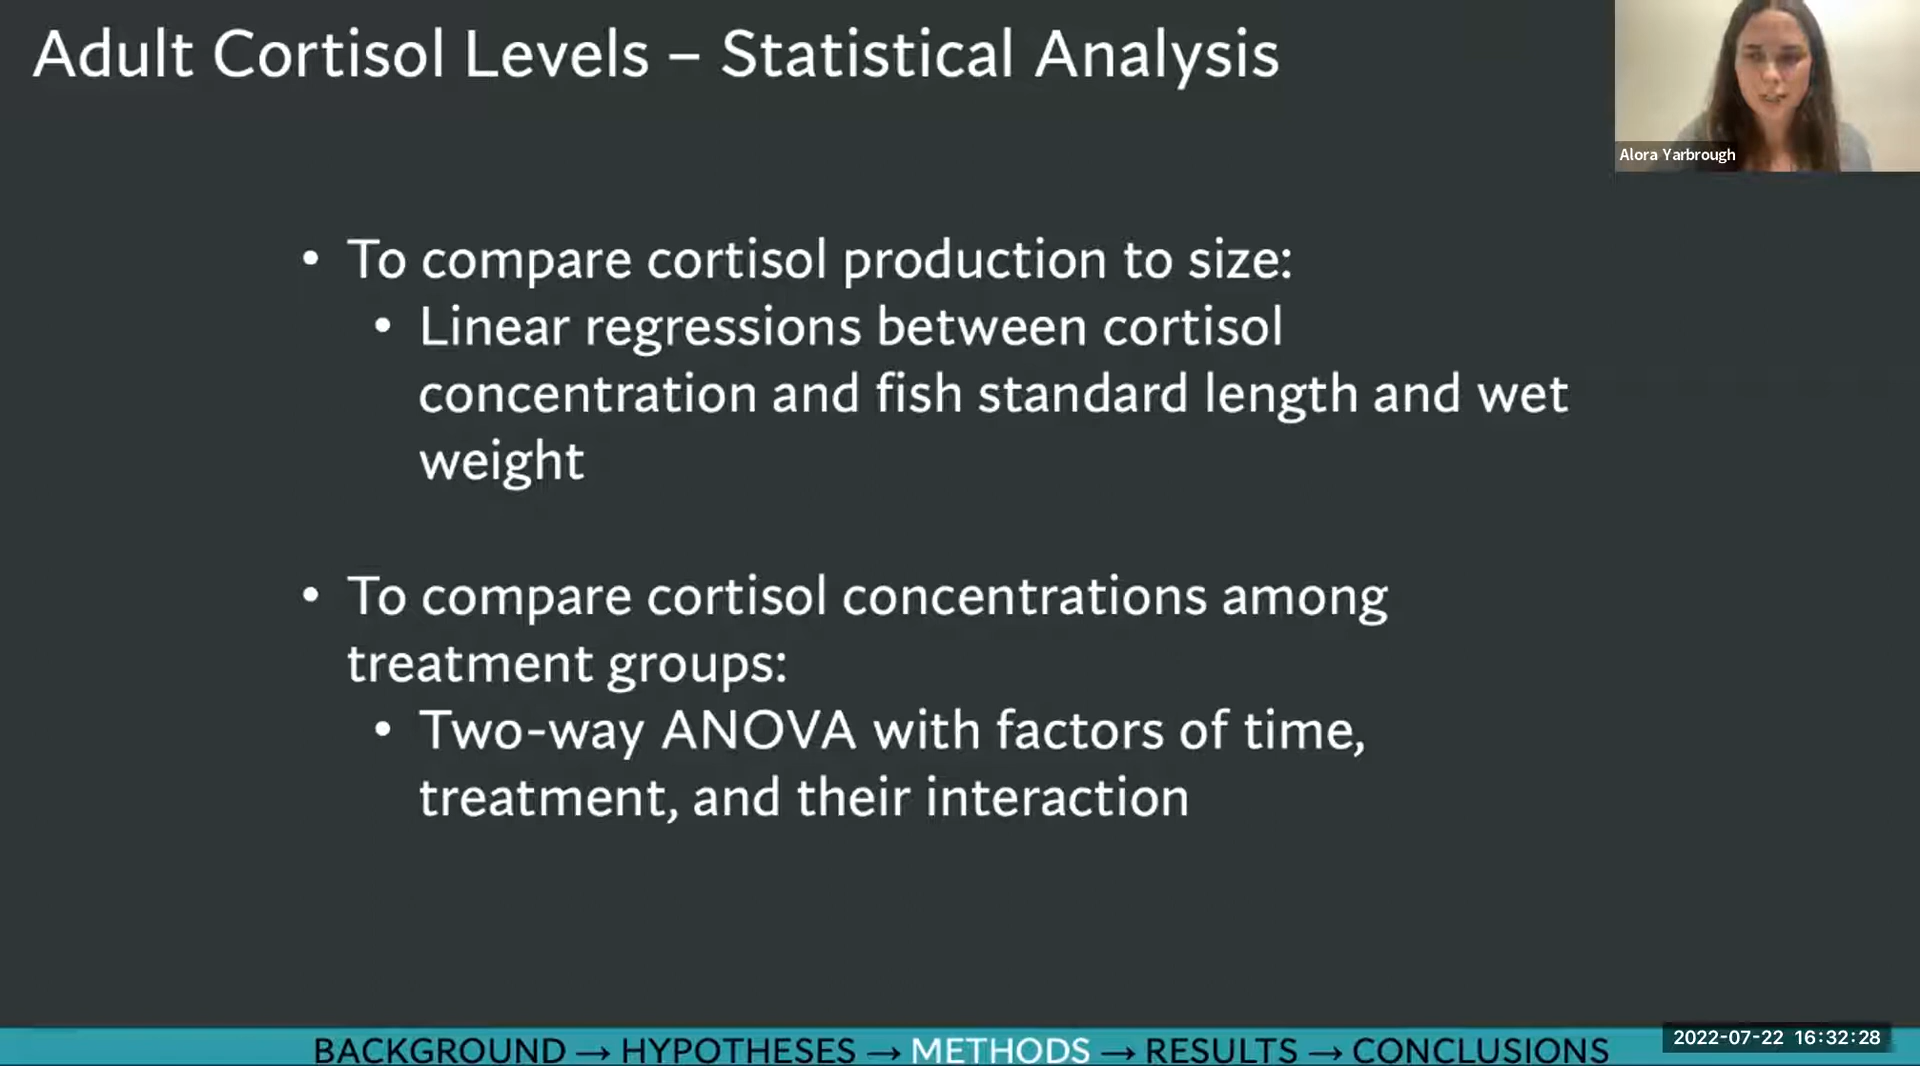 Adult Cortisol Levels – Statistical Analysis
Alora Yarbrough
• To compare cortisol production to size:
• Linear regressions between cortisol
concentration and fish standard length and wet
weight
• To compare cortisol concentrations among
treatment groups:
• Two-way ANOVA with factors of time,
treatment, and their interaction
BACKGROUND → HYPOTHESES → METHODS → RESULTS → CONCLUSIONS
2022-07-22 16:32:28